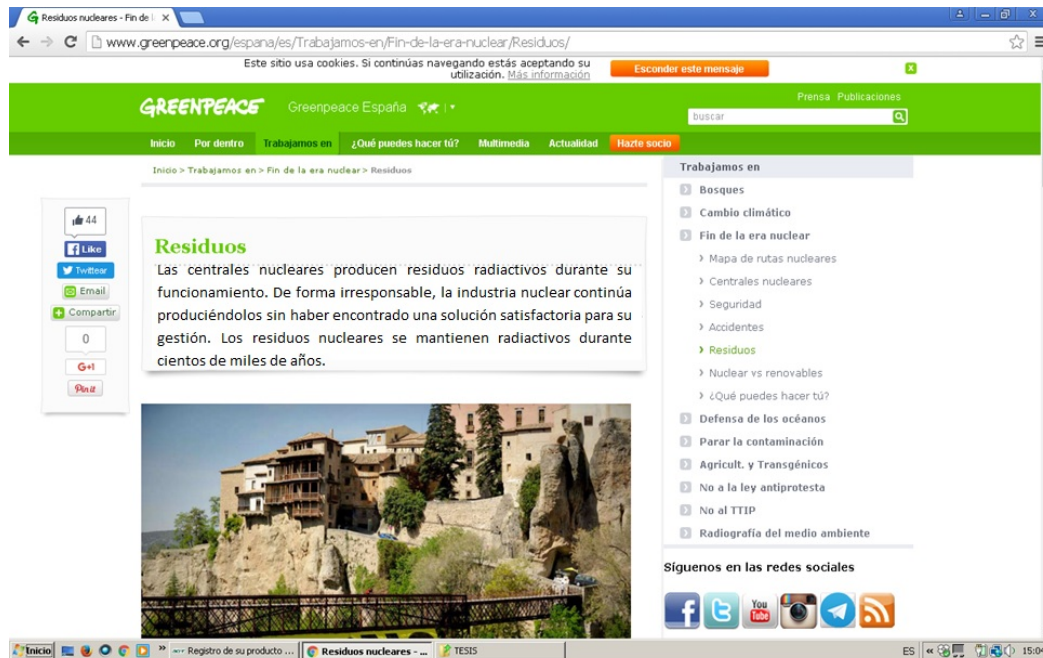 Residuos nucleares - Fin de l
www.greenpeace.org/espana/es/Trabajamos-en/Fin-de-la-era-nuclear/Residuos/
Este sitio usa cookies. Si continúas navegando estás aceptando su
utilización. Más información
Esconder este mensaje
x
GREENPEACE
Greenpeace España
Prensa Publicaciones
buscar
Inicio Por dentro Trabajamos en ¿Qué puedes hacer tú? Multimedia Actualidad Hazte socio
Inicio > Trabajamos en > Fin de la era nuclear > Residuos
44
Like
Twittear
Email
Compartir
0
G+1
Pin it
Residuos
Las centrales nucleares producen residuos radiactivos durante su
funcionamiento. De forma irresponsable, la industria nuclear continúa
produciéndolos sin haber encontrado una solución satisfactoria para su
gestión. Los residuos nucleares se mantienen radiactivos durante
cientos de miles de años.
Trabajamos en
Bosques
Cambio climático
Fin de la era nuclear
Mapa de rutas nucleares
Centrales nucleares
Seguridad
Accidentes
Residuos
Nuclear vs renovables
¿Qué puedes hacer tú?
Defensa de los océanos
Parar la contaminación
Agricult. y Transgénicos
No a la ley antiprotesta
No al TTIP
Radiografía del medio ambiente
Síguenos en las redes sociales
You
Tube
Inicio
Registro de su producto ...
Residuos nucleares - ...
TESIS
ES
15:04